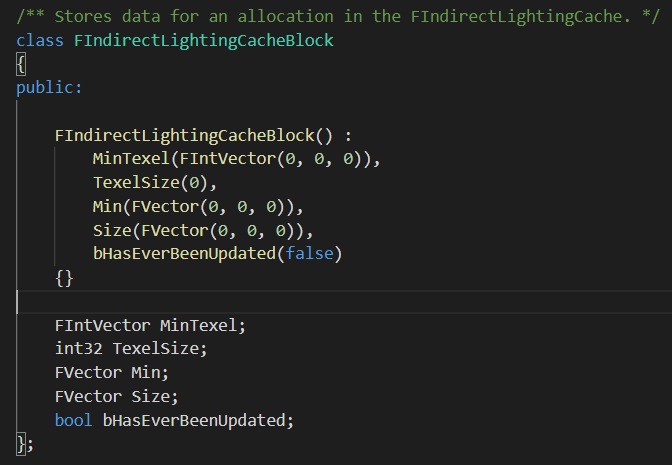 /** Stores data for an allocation in the FIndirectLightingCache. */
class FIndirectLightingCacheBlock
{
public:
FIndirectLightingCacheBlock() :
MinTexel(FIntVector(0, 0, 0)),
TexelSize(0),
Min(FVector(0, 0, 0)),
Size(FVector(0, 0, 0)),
bHasEverBeenUpdated(false)
{}
FIntVector MinTexel;
int32 TexelSize;
FVector Min;
FVector Size;
bool bHasEverBeenUpdated;
};